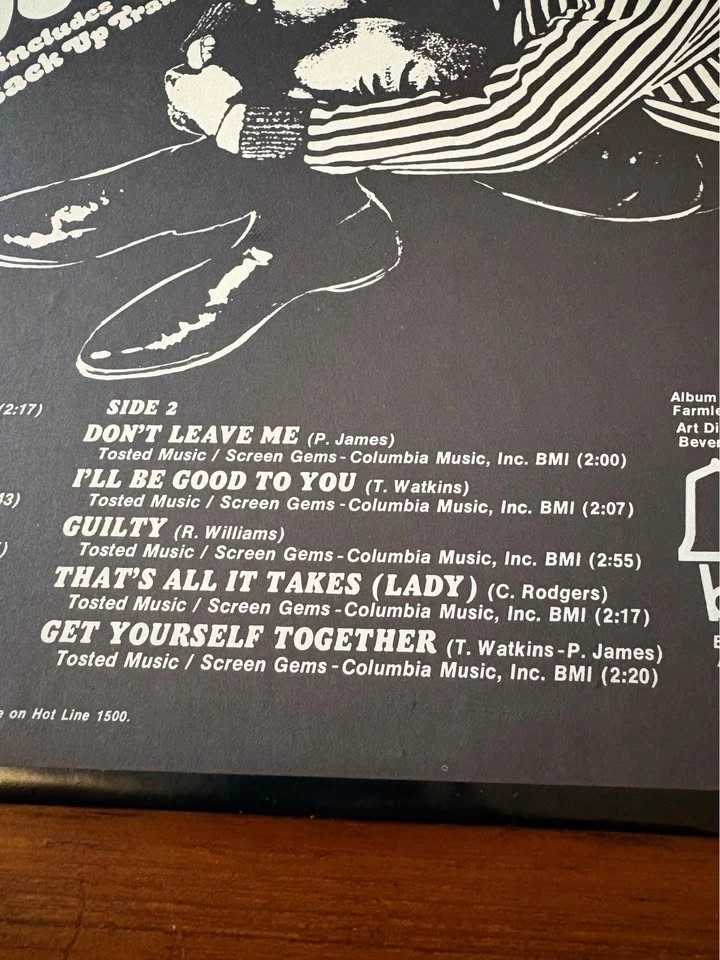 includes
Back Up
(2:17)
SIDE 2
DON'T LEAVE ME (P. James)
Tosted Music / Screen Gems-Columbia Music, Inc. BMI (2:00)
I'LL BE GOOD TO YOU (T. Watkins)
Tosted Music / Screen Gems-Columbia Music, Inc. BMI (2:07)
GUILTY (R. Williams)
Tosted Music / Screen Gems-Columbia Music, Inc. BMI (2:55)
THAT'S ALL IT TAKES (LADY) (C. Rodgers)
Tosted Music / Screen Gems-Columbia Music, Inc. BMI (2:17)
GET YOURSELF TOGETHER (T. Watkins-P. James)
Tosted Music / Screen Gems-Columbia Music, Inc. BMI (2:20)
on Hot Line 1500.
Album
Art